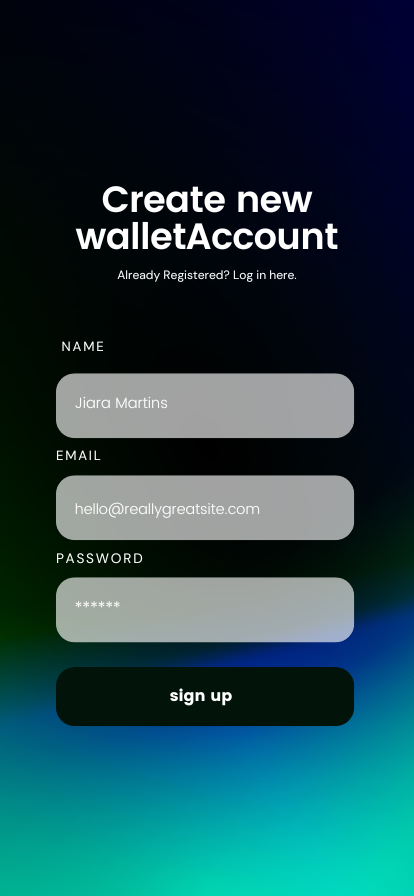 Create new
walletAccount
Already Registered? Log in here.
NAME
Jiara Martins
EMAIL
hello@reallygreatsite.com
PASSWORD
******
sign up